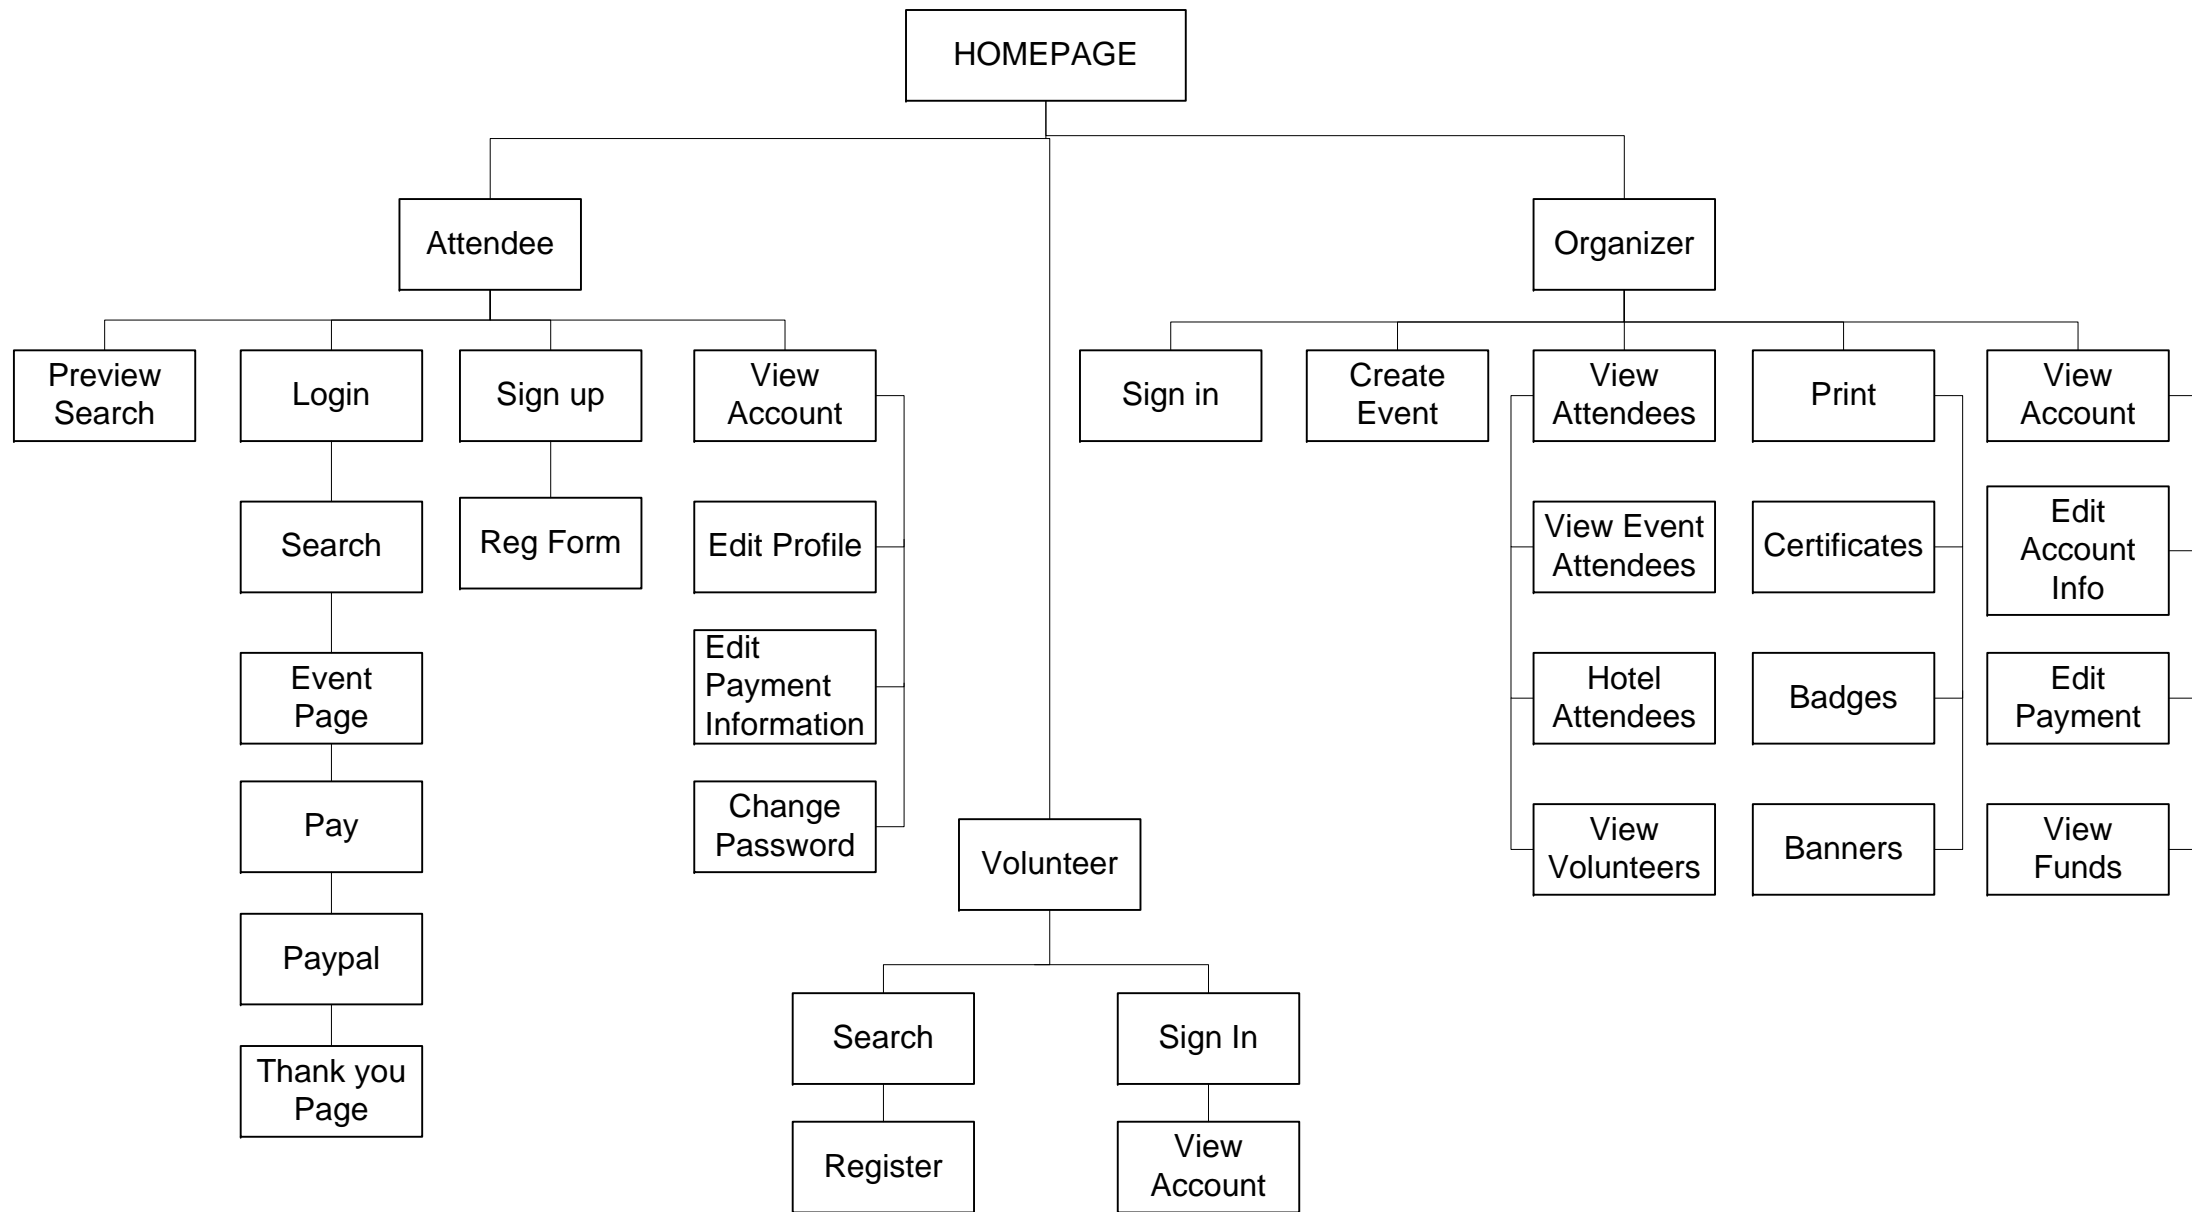 HOMEPAGE
Attendee
Organizer
Preview
Search
Login
Sign up
View
Account
Sign in
Create
Event
View
Attendees
Print
View
Account
Search
Reg Form
Edit Profile
View Event
Attendees
Certificates
Edit
Account
Info
Event
Page
Edit
Payment
Information
Hotel
Attendees
Badges
Edit
Payment
Pay
Change
Password
Volunteer
View
Volunteers
Banners
View
Funds
Paypal
Thank you
Page
Search
Sign In
Register
View
Account